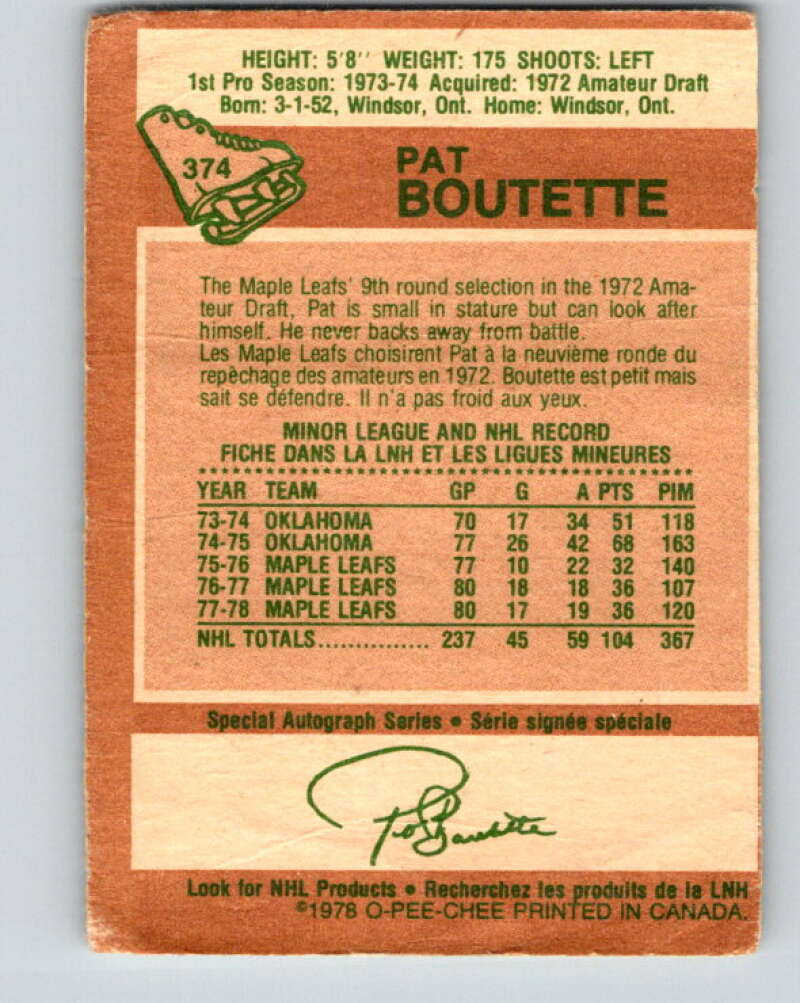 HEIGHT: 5'8'' WEIGHT: 175 SHOOTS: LEFT
1st Pro Season: 1973-74 Acquired: 1972 Amateur Draft
Born: 3-1-52, Windsor, Ont. Home: Windsor, Ont.
374
PAT
BOUTETTE
The Maple Leafs' 9th round selection in the 1972 Ama-
teur Draft, Pat is small in stature but can look after
himself. He never backs away from battle.
Les Maple Leafs choisirent Pat à la neuvième ronde du
repèchage des amateurs en 1972. Boutette est petit mais
sait se défendre. Il n'a pas froid aux yeux.
MINOR LEAGUE AND NHL RECORD
FICHE DANS LA LNH ET LES LIGUES MINEURES
YEAR TEAM GP G A PTS PIM
73-74 OKLAHOMA 70 17 34 51 118
74-75 OKLAHOMA 77 26 42 68 163
75-76 MAPLE LEAFS 77 10 22 32 140
76-77 MAPLE LEAFS 80 18 18 36 107
77-78 MAPLE LEAFS 80 17 19 36 120
NHL TOTALS............... 237 45 59 104 367
Special Autograph Series • Série signée spéciale
Pat Boutette
Look for NHL Products • Recherchez les produits de la LNH
©1978 O-PEE-CHEE PRINTED IN CANADA.